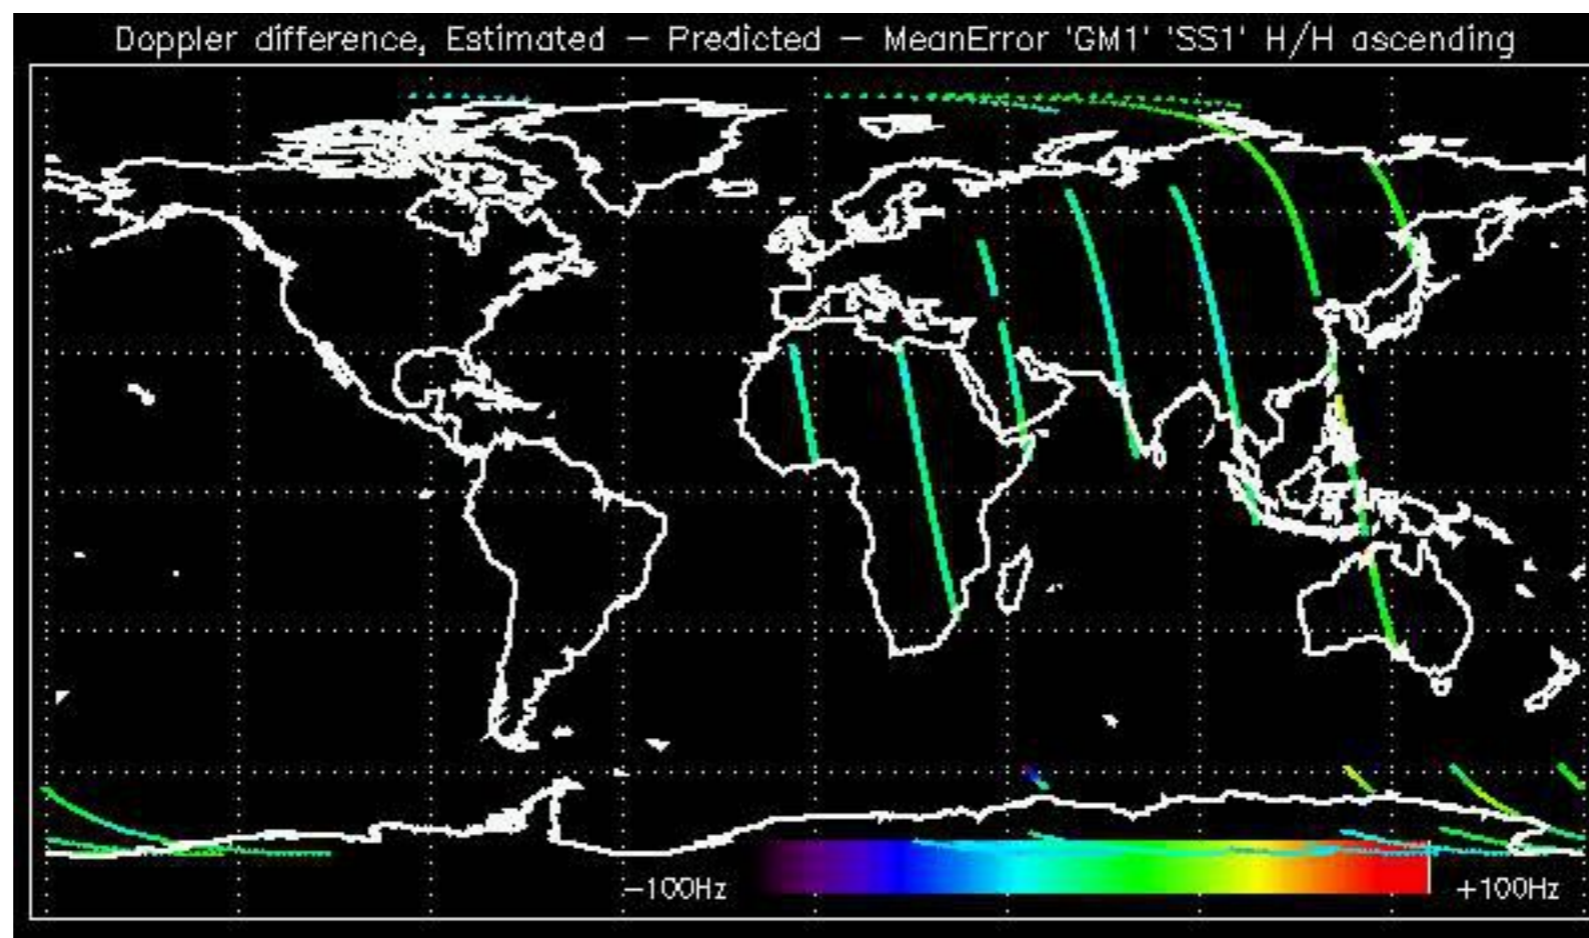 Doppler difference, Estimated – Predicted – MeanError 'GM1' 'SS1' H/H ascending
–100Hz +100Hz